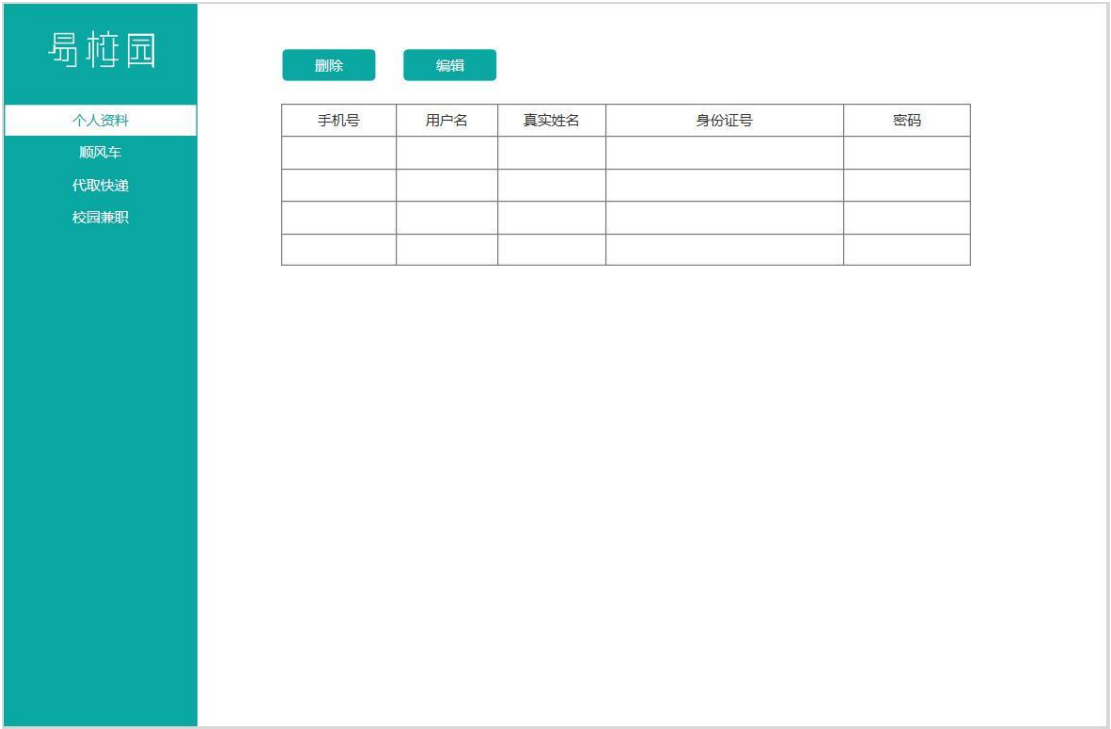 易校园
删除 编辑
个人资料
顺风车
代取快递
校园兼职
手机号 用户名 真实姓名 身份证号 密码